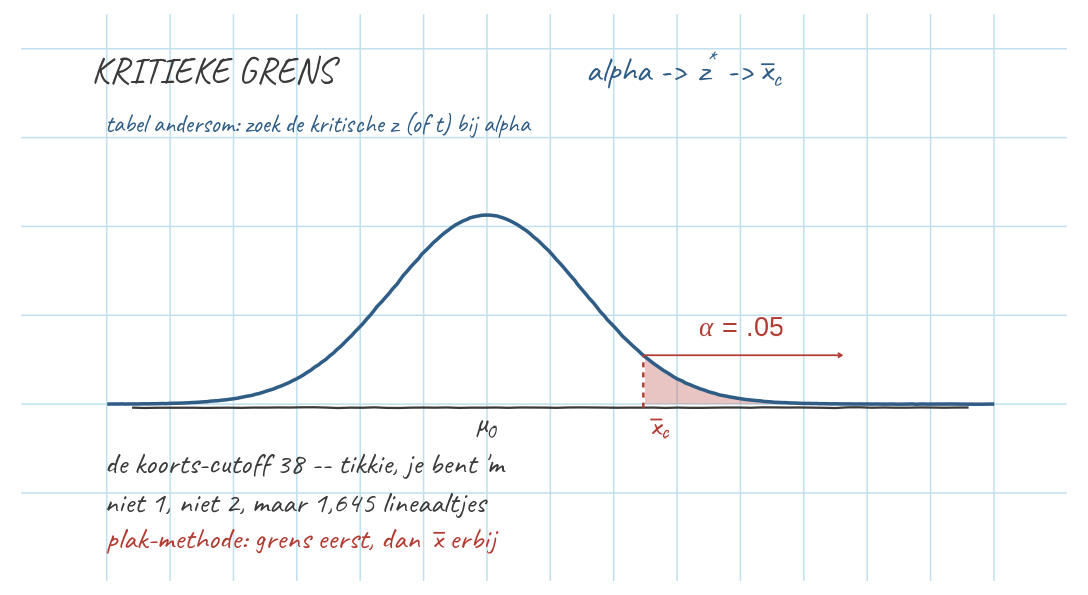 KRITIEKE GRENS
alpha -> z* -> x̄c
tabel andersom: zoek de kritische z (of t) bij alpha
α = .05
μ0
x̄c
de koorts-cutoff 38 -- tikkie, je bent 'm
niet 1, niet 2, maar 1,645 lineaaltjes
plak-methode: grens eerst, dan x̄ erbij